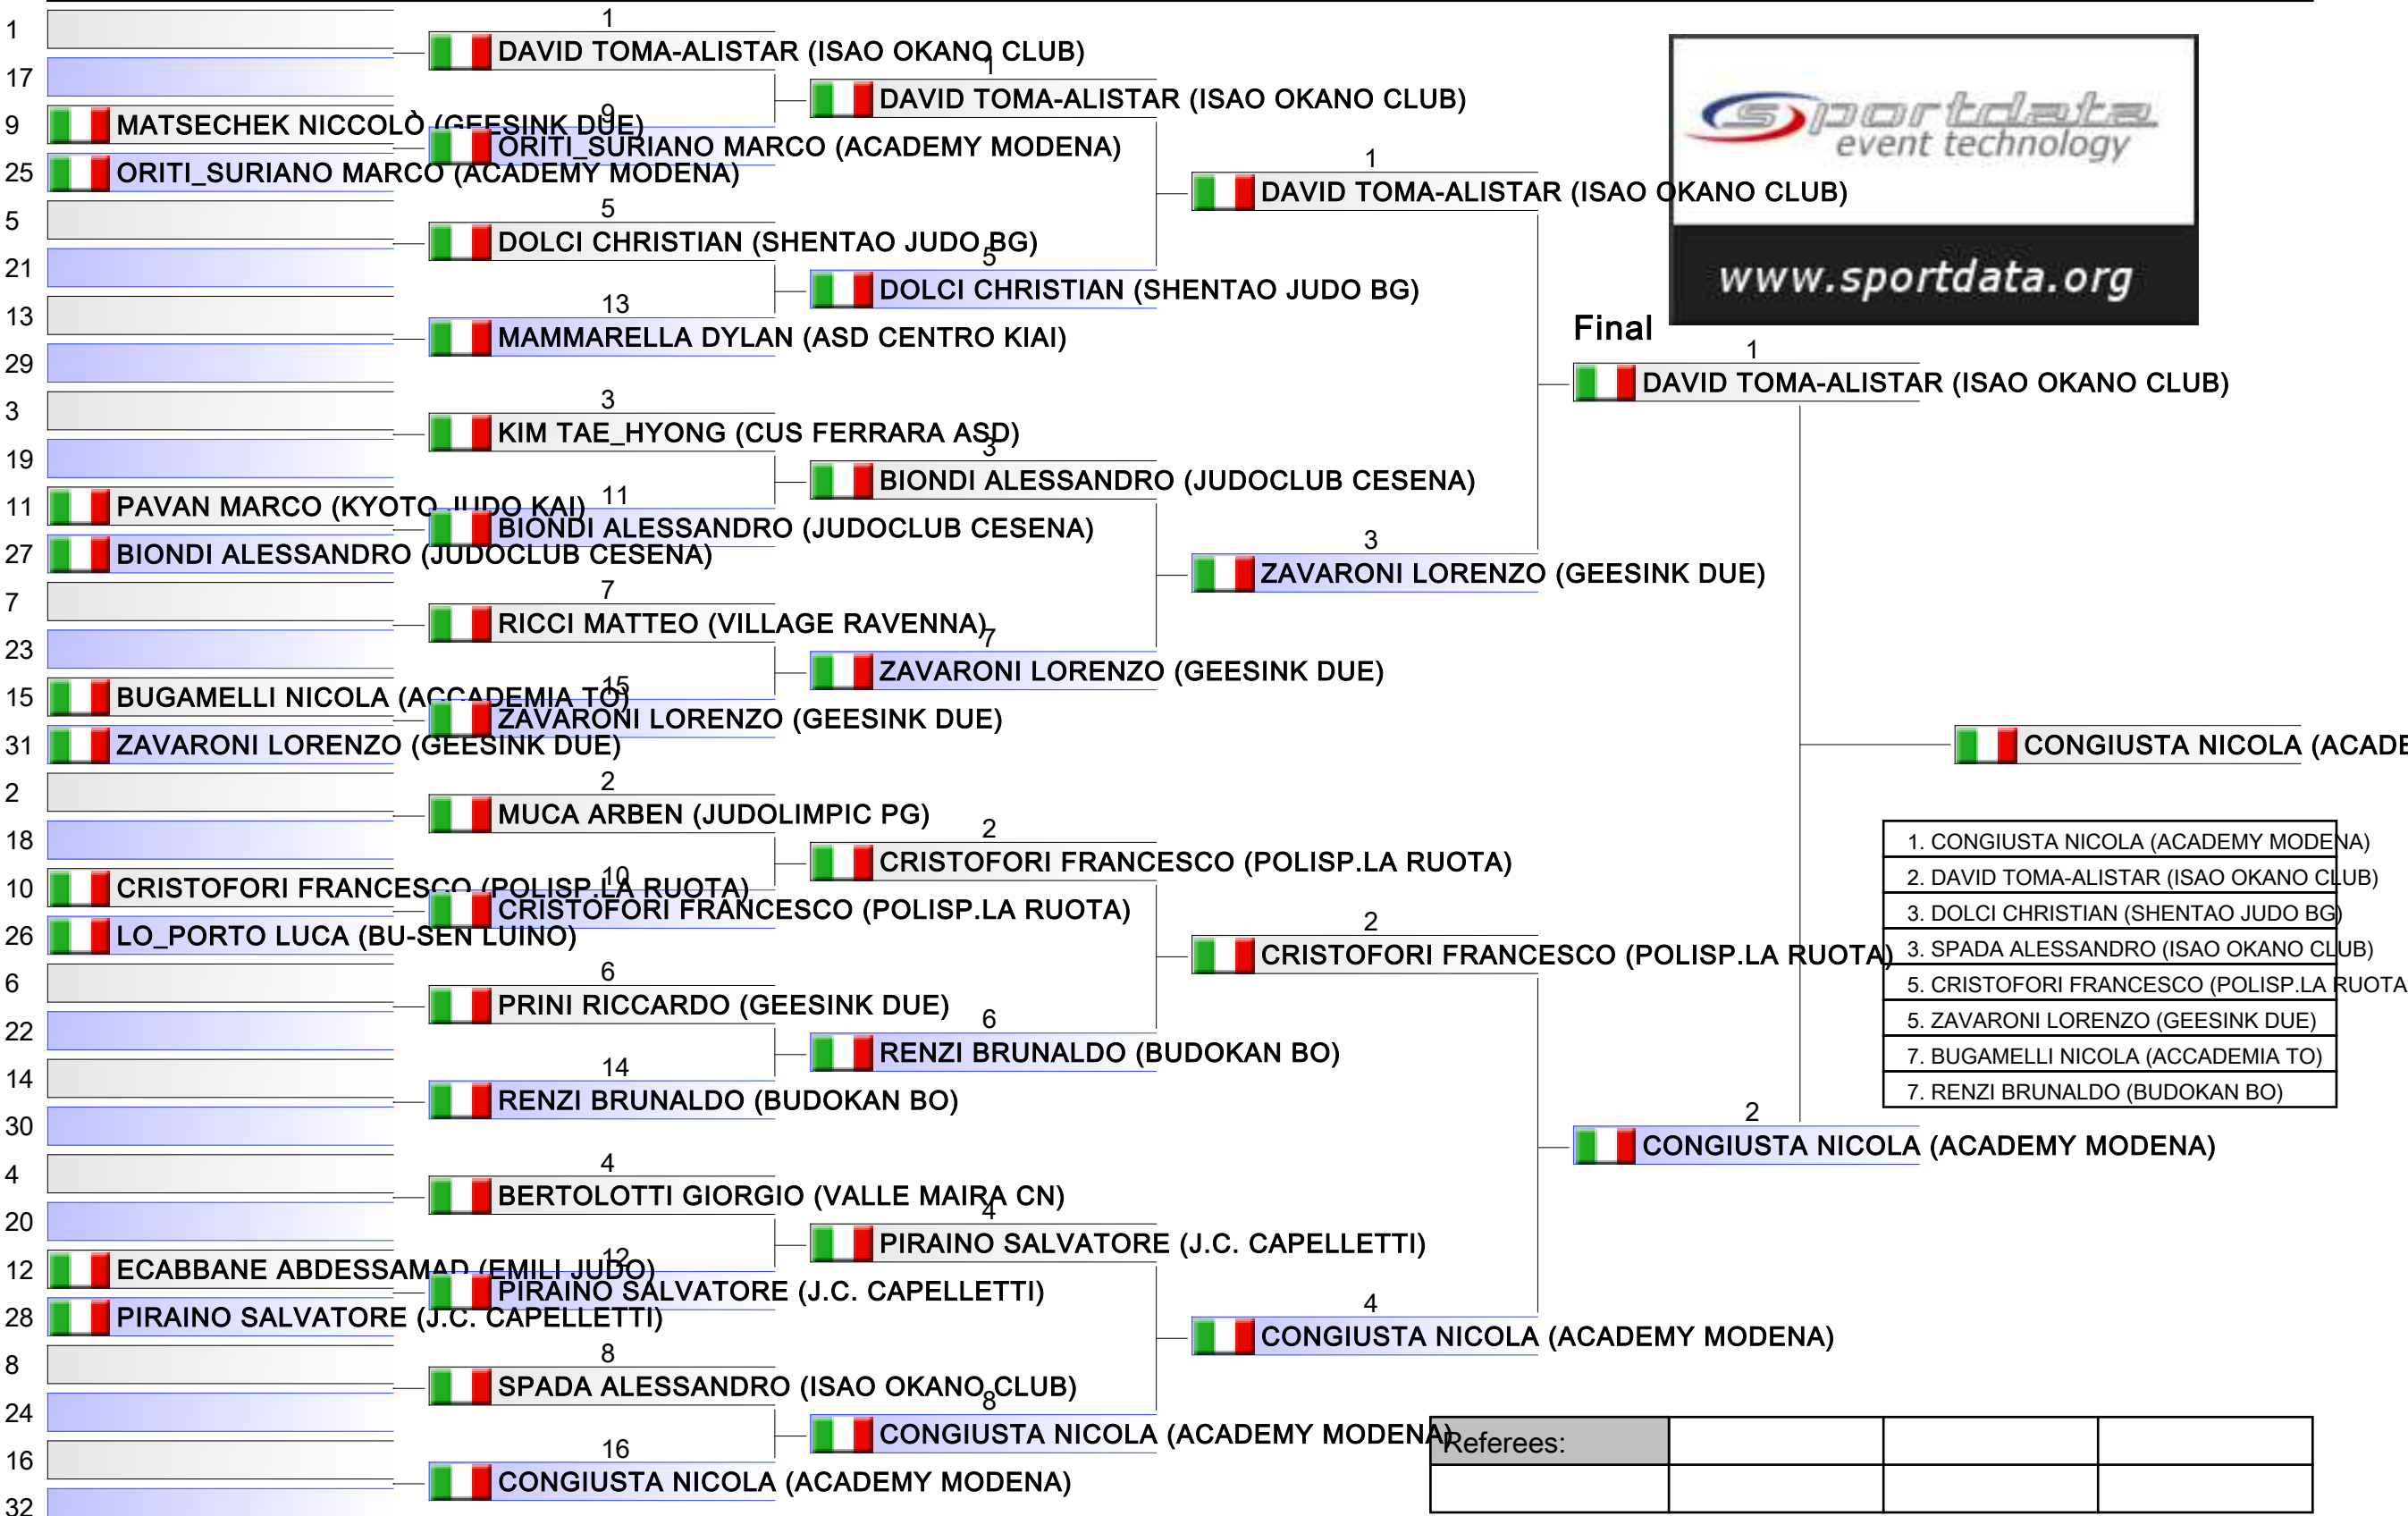 1
17
9 MATSECHEK NICCOLÒ (GEESINK DUE)
25 ORITI_SURIANO MARCO (ACADEMY MODENA)
5
21
13
29
3
19
11 PAVAN MARCO (KYOTO JUDO KAI)
27 BIONDI ALESSANDRO (JUDOCLUB CESENA)
7
23
15 BUGAMELLI NICOLA (ACCADEMIA TO)
31 ZAVARONI LORENZO (GEESINK DUE)
2
18
10 CRISTOFORI FRANCESCO (POLISP.LA RUOTA)
26 LO_PORTO LUCA (BU-SEN LUINO)
6
22
14
30
4
20
12 ECABBANE ABDESSAMAD (EMILI JUDO)
28 PIRAINO SALVATORE (J.C. CAPELLETTI)
8
24
16
32
1
DAVID TOMA-ALISTAR (ISAO OKANO CLUB)
9
ORITI_SURIANO MARCO (ACADEMY MODENA)
5
DOLCI CHRISTIAN (SHENTAO JUDO BG)
13
MAMMARELLA DYLAN (ASD CENTRO KIAI)
3
KIM TAE_HYONG (CUS FERRARA ASD)
11
BIONDI ALESSANDRO (JUDOCLUB CESENA)
7
RICCI MATTEO (VILLAGE RAVENNA)
15
ZAVARONI LORENZO (GEESINK DUE)
2
MUCA ARBEN (JUDOLIMPIC PG)
10
CRISTOFORI FRANCESCO (POLISP.LA RUOTA)
6
PRINI RICCARDO (GEESINK DUE)
14
RENZI BRUNALDO (BUDOKAN BO)
4
BERTOLOTTI GIORGIO (VALLE MAIRA CN)
12
PIRAINO SALVATORE (J.C. CAPELLETTI)
8
SPADA ALESSANDRO (ISAO OKANO CLUB)
16
CONGIUSTA NICOLA (ACADEMY MODENA)
1
DAVID TOMA-ALISTAR (ISAO OKANO CLUB)
5
DOLCI CHRISTIAN (SHENTAO JUDO BG)
3
BIONDI ALESSANDRO (JUDOCLUB CESENA)
7
ZAVARONI LORENZO (GEESINK DUE)
2
CRISTOFORI FRANCESCO (POLISP.LA RUOTA)
6
RENZI BRUNALDO (BUDOKAN BO)
4
PIRAINO SALVATORE (J.C. CAPELLETTI)
8
CONGIUSTA NICOLA (ACADEMY MODENA)
1
DAVID TOMA-ALISTAR (ISAO OKANO CLUB)
3
ZAVARONI LORENZO (GEESINK DUE)
2
CRISTOFORI FRANCESCO (POLISP.LA RUOTA)
4
CONGIUSTA NICOLA (ACADEMY MODENA)
sportdata
event technology
www.sportdata.org
Final
1
DAVID TOMA-ALISTAR (ISAO OKANO CLUB)
2
CONGIUSTA NICOLA (ACADEMY MODENA)
CONGIUSTA NICOLA (ACADE
1. CONGIUSTA NICOLA (ACADEMY MODENA)
2. DAVID TOMA-ALISTAR (ISAO OKANO CLUB)
3. DOLCI CHRISTIAN (SHENTAO JUDO BG)
3. SPADA ALESSANDRO (ISAO OKANO CLUB)
5. CRISTOFORI FRANCESCO (POLISP.LA RUOTA
5. ZAVARONI LORENZO (GEESINK DUE)
7. BUGAMELLI NICOLA (ACCADEMIA TO)
7. RENZI BRUNALDO (BUDOKAN BO)
Referees: